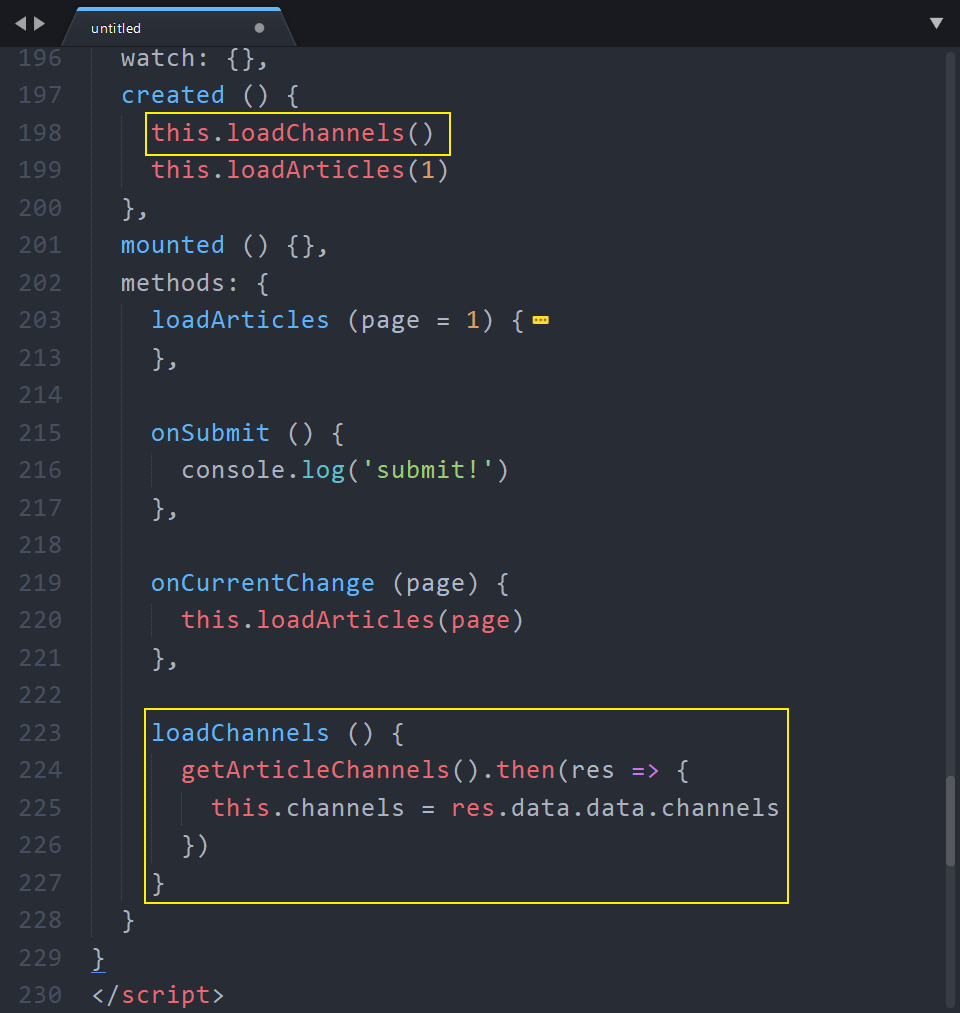 untitled
196 watch: {},
197 created () {
198 this.loadChannels()
199 this.loadArticles(1)
200 },
201 mounted () {},
202 methods: {
203 loadArticles (page = 1) {
213 },
214
215 onSubmit () {
216 console.log('submit!')
217 },
218
219 onCurrentChange (page) {
220 this.loadArticles(page)
221 },
222
223 loadChannels () {
224 getArticleChannels().then(res => {
225 this.channels = res.data.data.channels
226 })
227 }
228 }
229 }
230 </script>